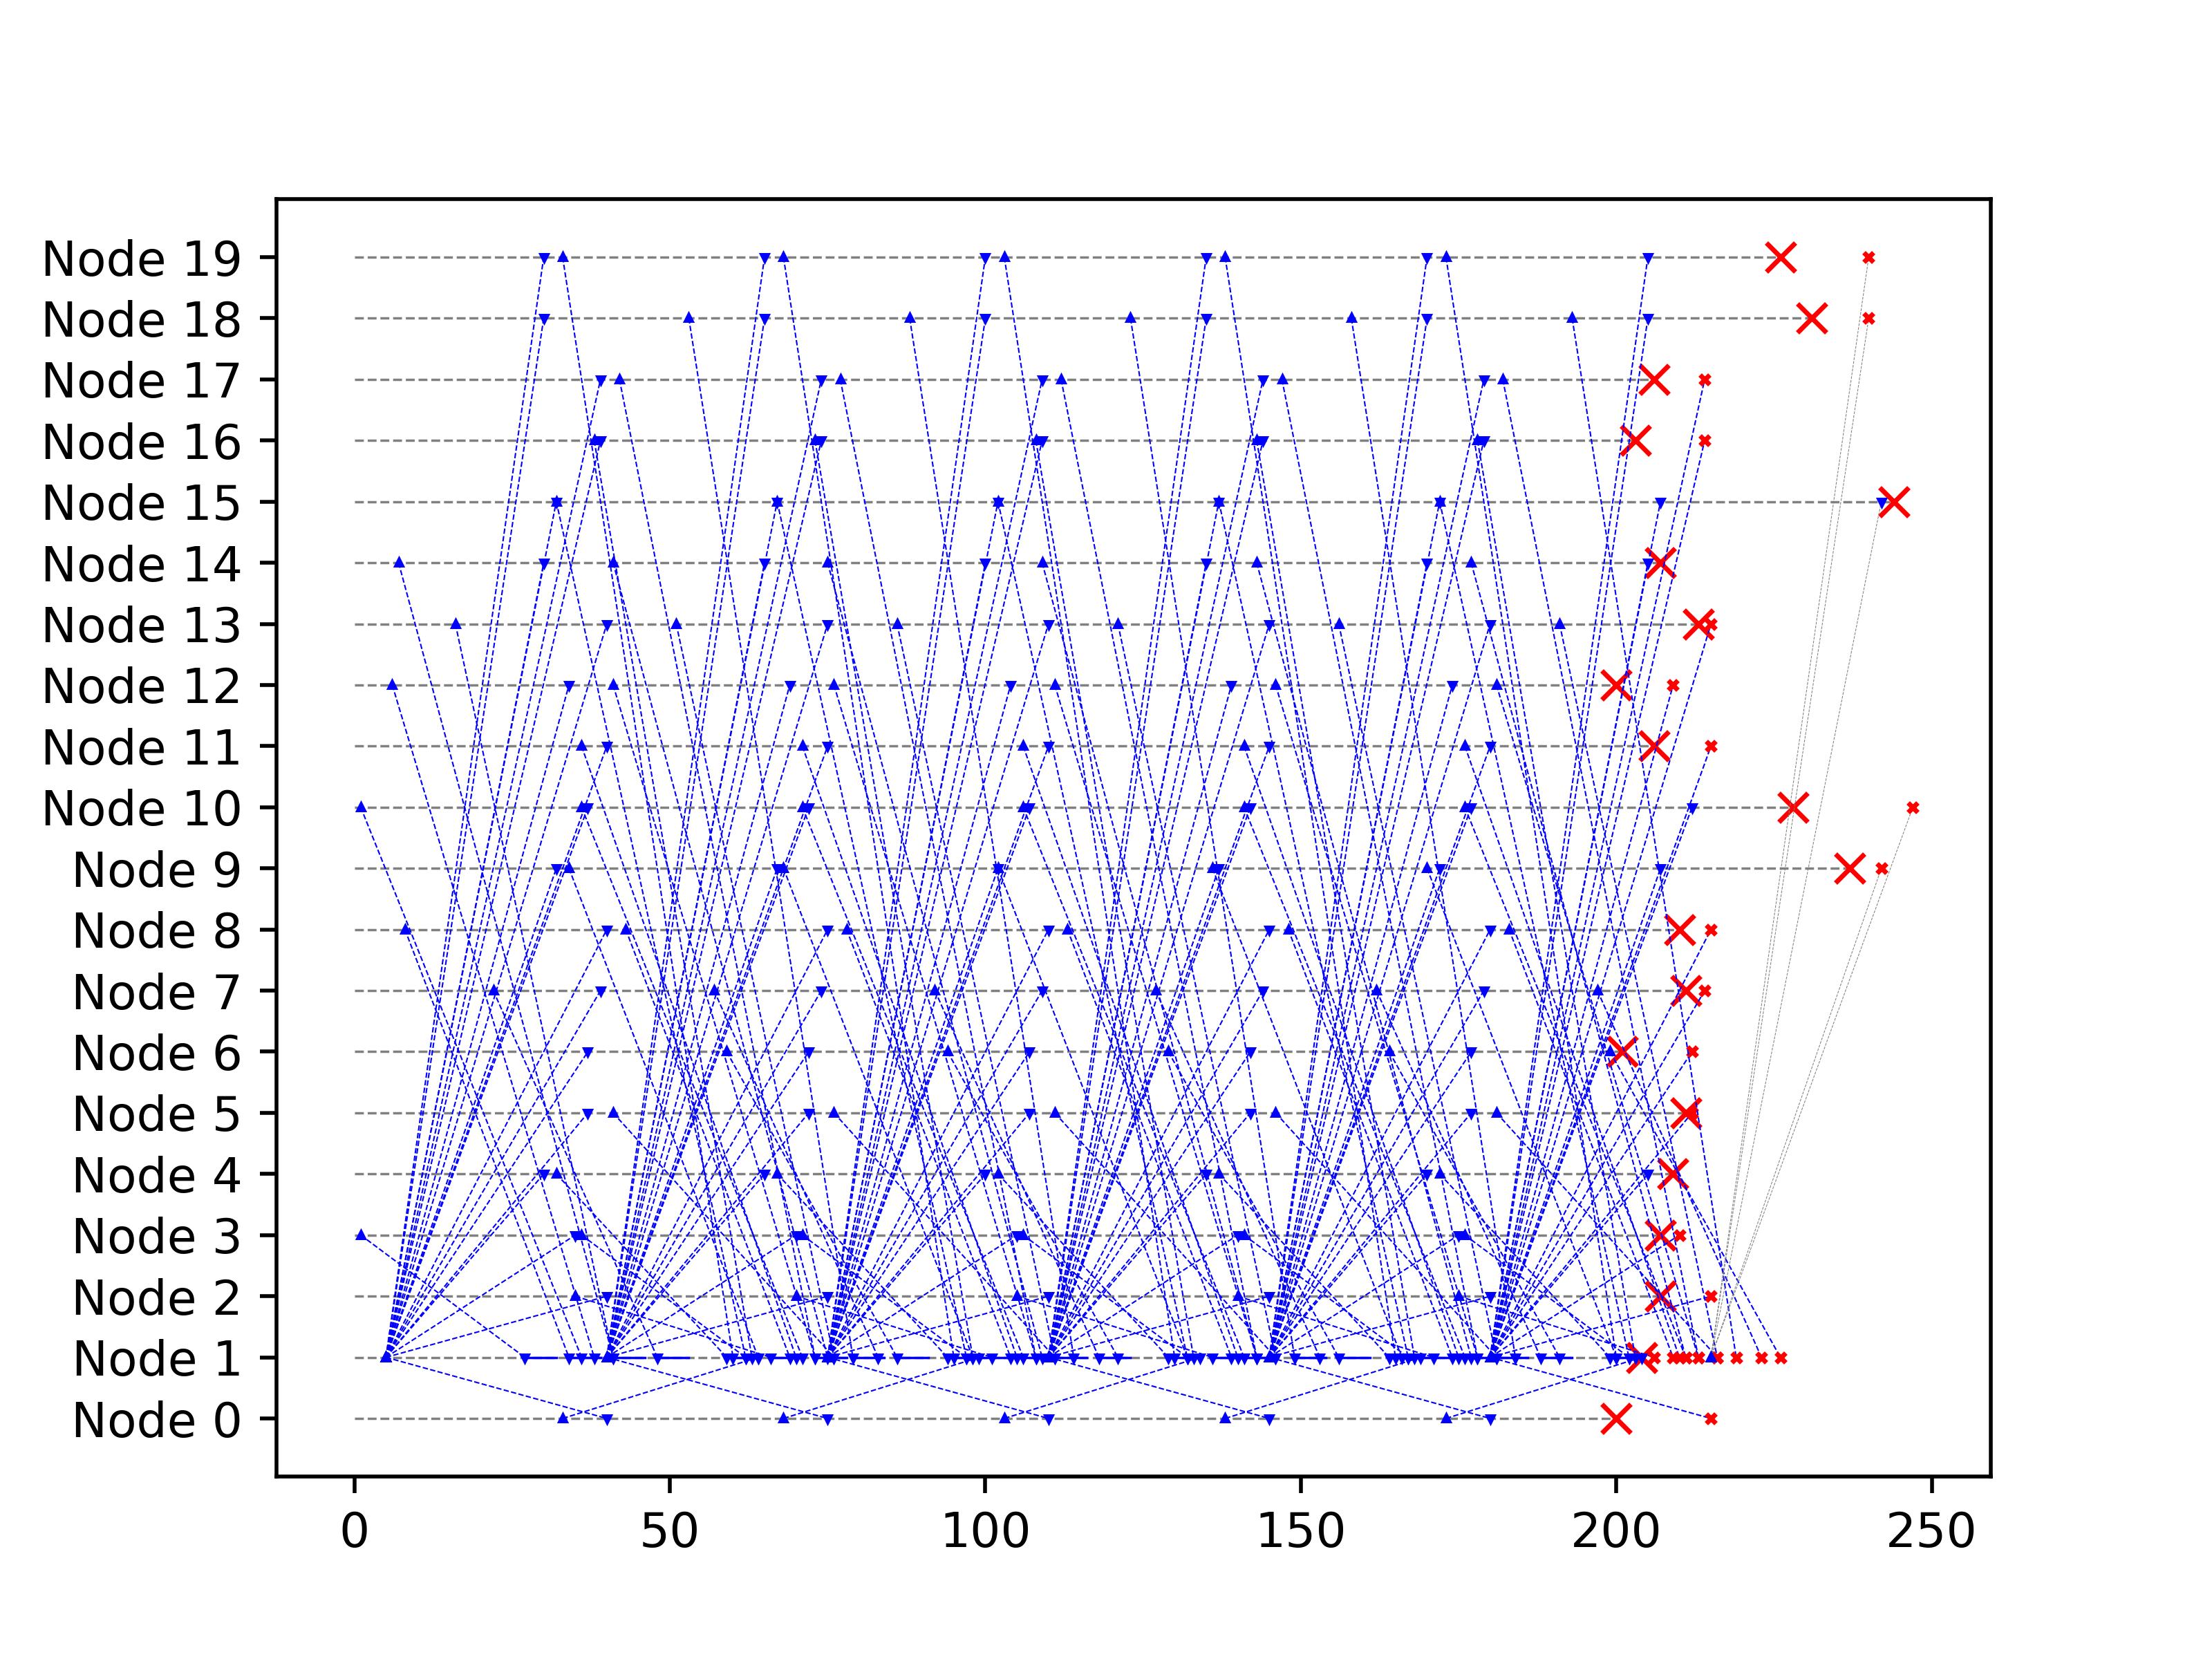 Node 19
Node 18
Node 17
Node 16
Node 15
Node 14
Node 13
Node 12
Node 11
Node 10
Node 9
Node 8
Node 7
Node 6
Node 5
Node 4
Node 3
Node 2
Node 1
Node 0
0 50 100 150 200 250